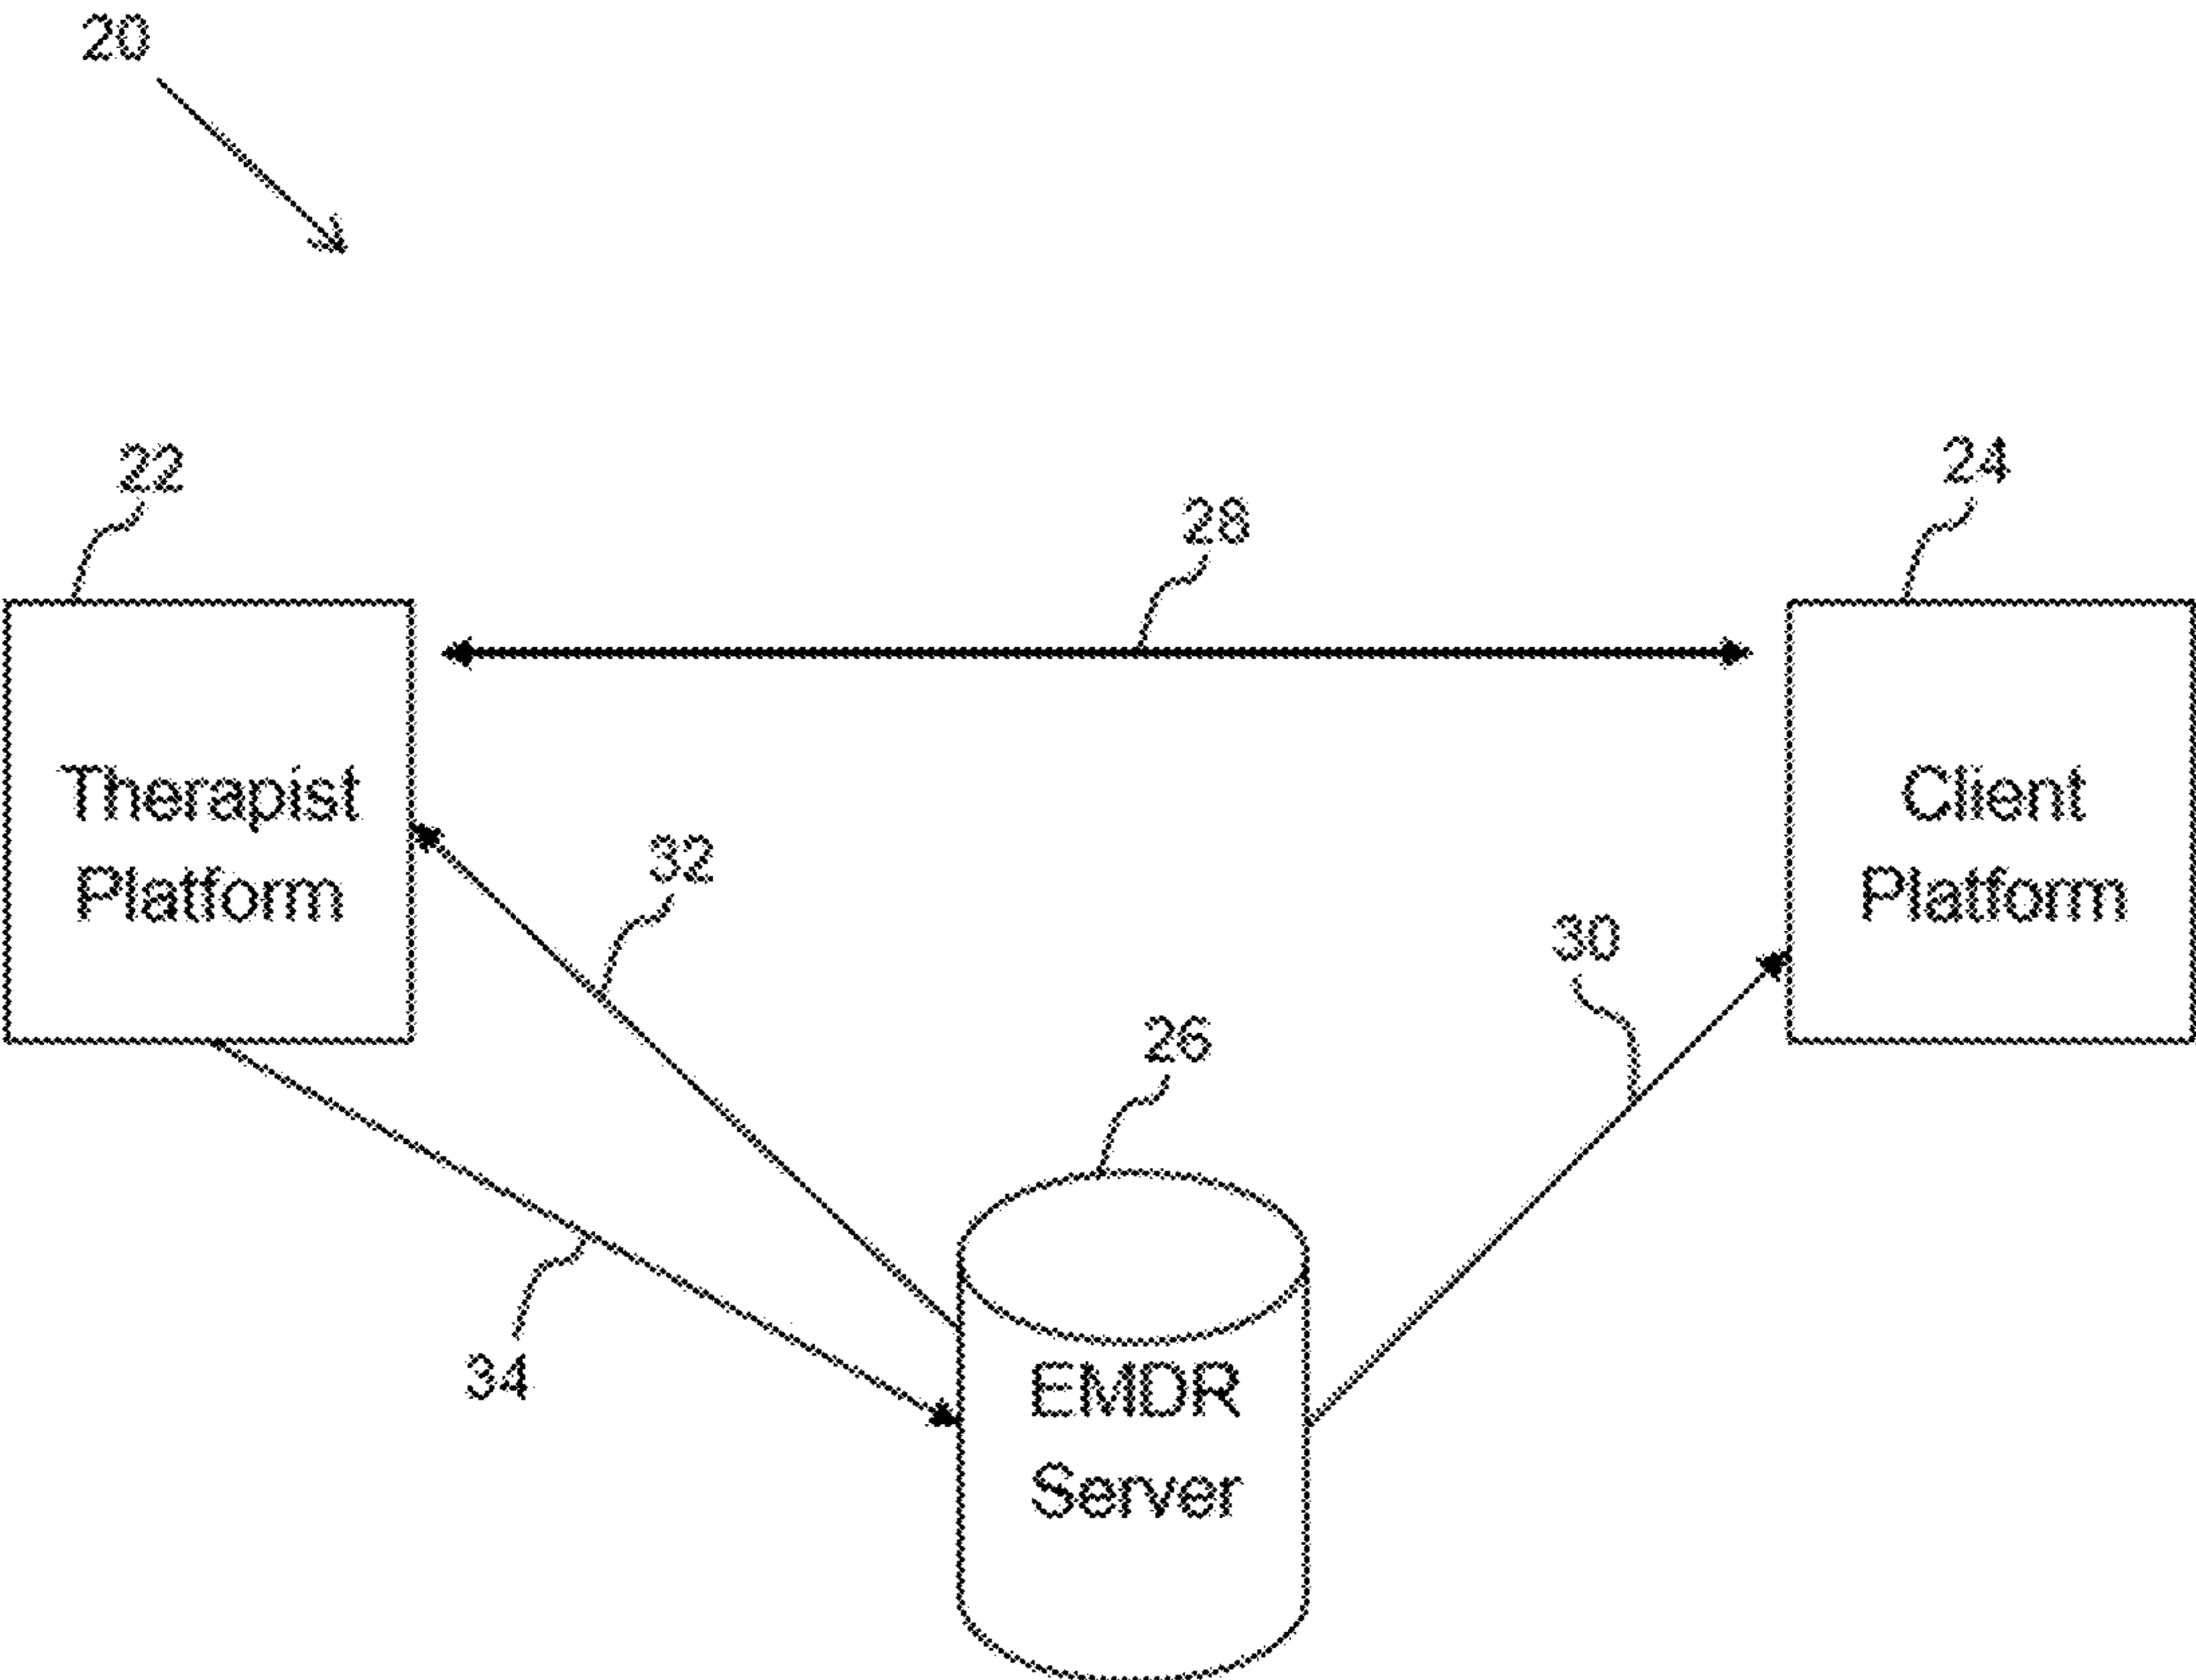 20
22
24
28
Therapist
Platform
Client
Platform
32
30
26
34
EMDR
Server